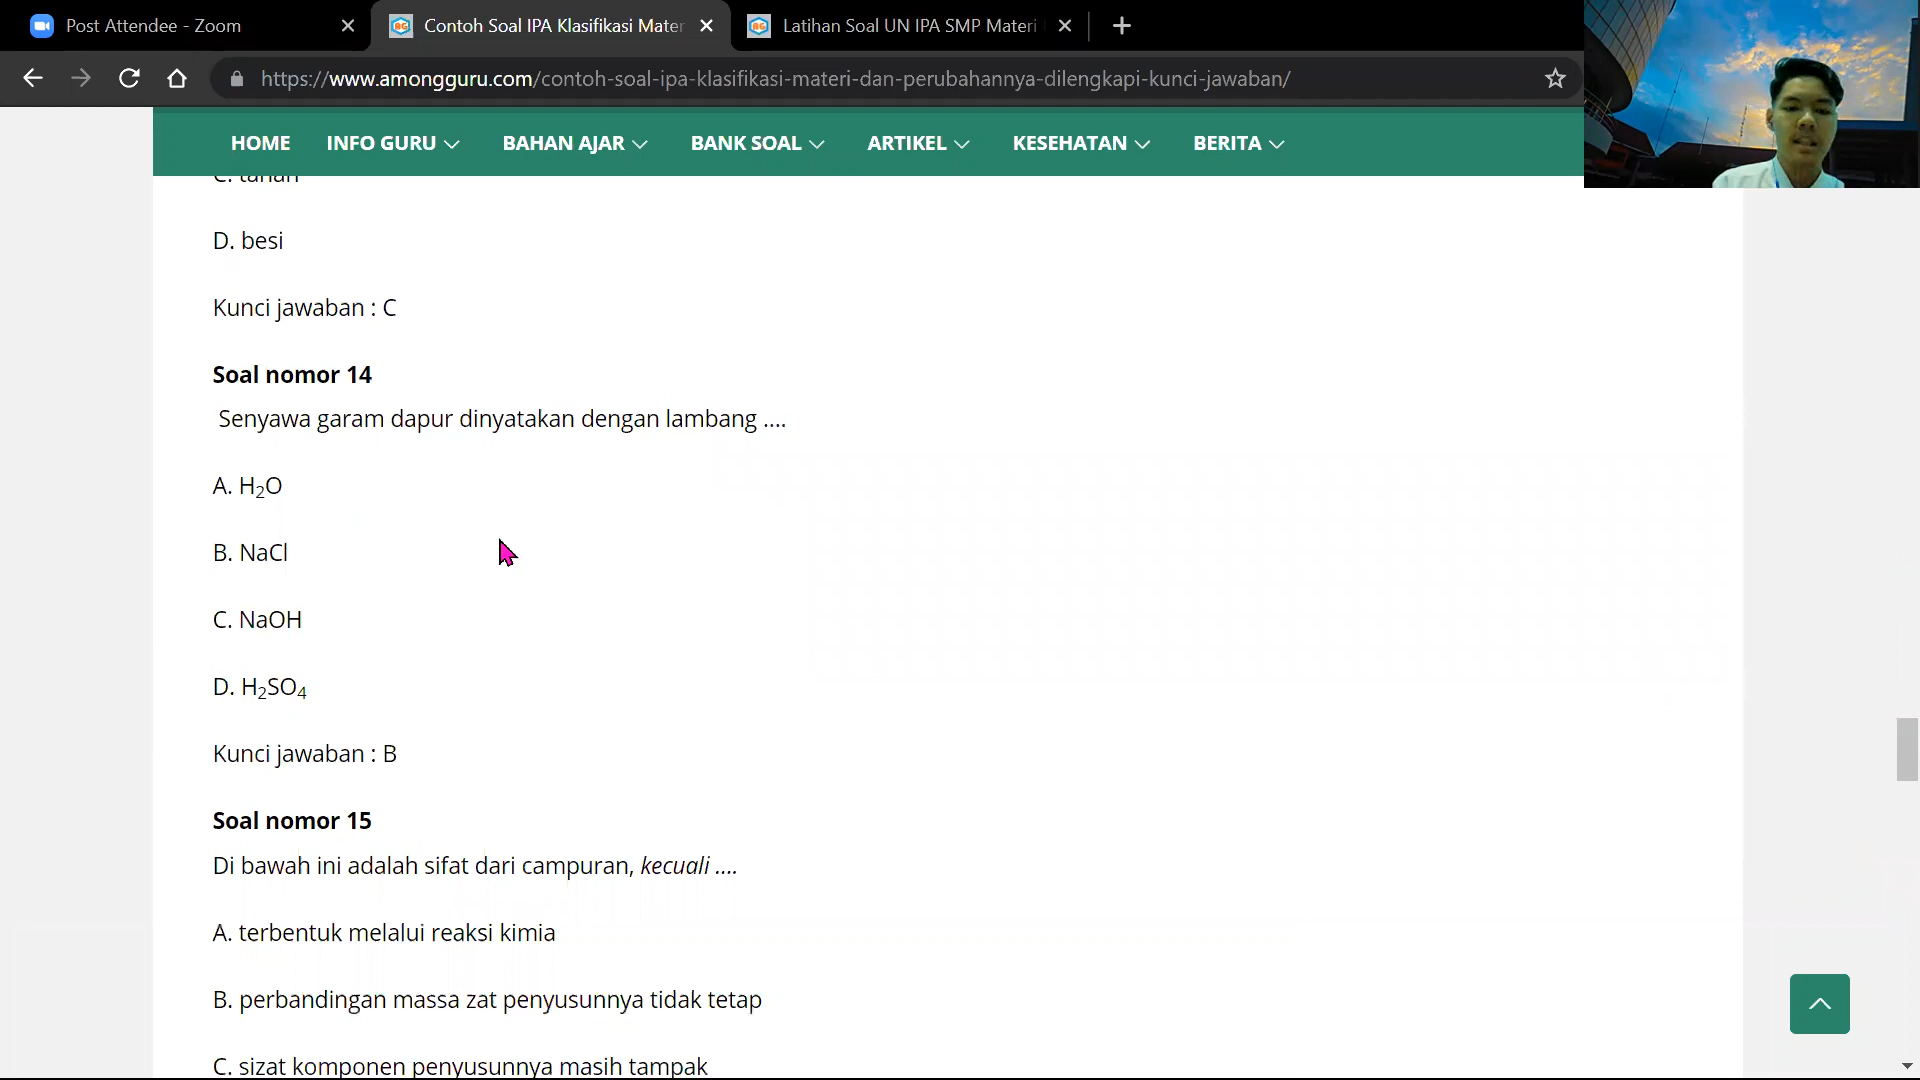 Post Attendee - Zoom
Contoh Soal IPA Klasifikasi Mater
Latihan Soal UN IPA SMP Materi
https://www.amongguru.com/contoh-soal-ipa-klasifikasi-materi-dan-perubahannya-dilengkapi-kunci-jawaban/
HOME INFO GURU BAHAN AJAR BANK SOAL ARTIKEL KESEHATAN BERITA
C. tanah
D. besi
Kunci jawaban : C
Soal nomor 14
Senyawa garam dapur dinyatakan dengan lambang ....
A. H₂O
B. NaCl
C. NaOH
D. H₂SO₄
Kunci jawaban : B
Soal nomor 15
Di bawah ini adalah sifat dari campuran, kecuali ....
A. terbentuk melalui reaksi kimia
B. perbandingan massa zat penyusunnya tidak tetap
C. sizat komponen penyusunnya masih tampak